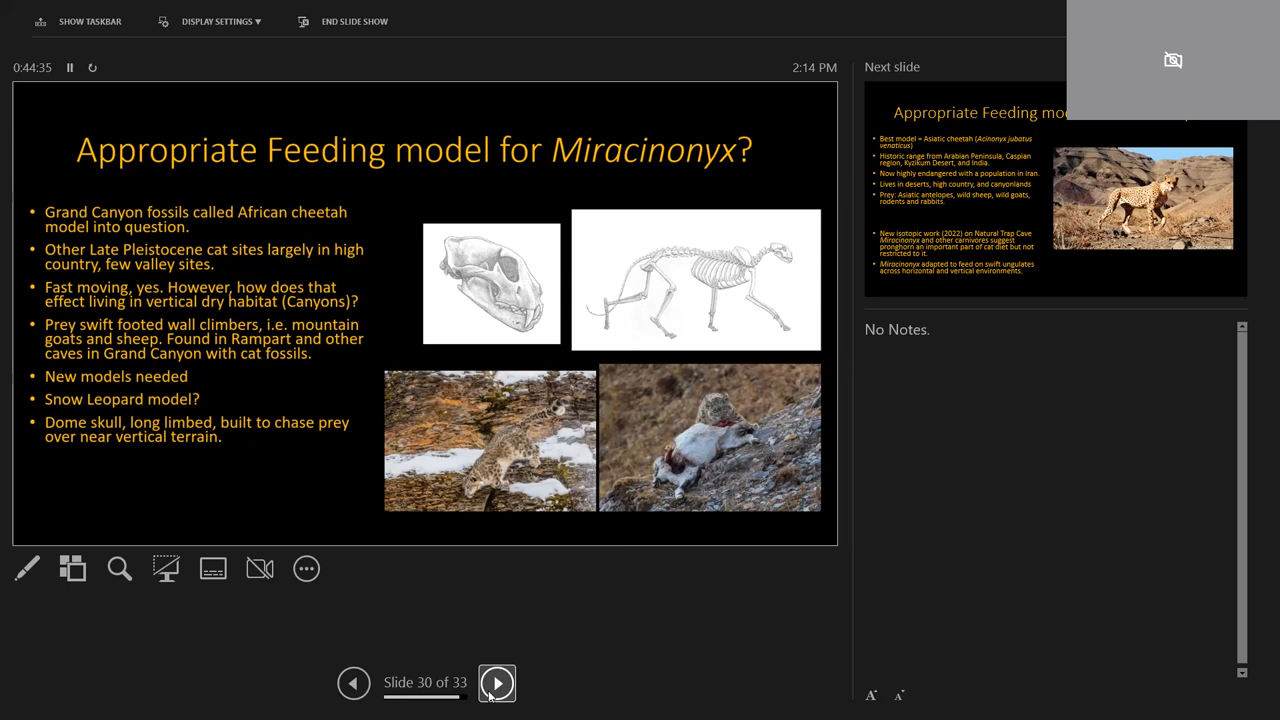 SHOW TASKBAR
DISPLAY SETTINGS ▼
END SLIDE SHOW
0:44:35
2:14 PM
Appropriate Feeding model for Miracinonyx?
• Grand Canyon fossils called African cheetah
model into question.
• Other Late Pleistocene cat sites largely in high
country, few valley sites.
• Fast moving, yes. However, how does that
effect living in vertical dry habitat (Canyons)?
• Prey swift footed wall climbers, i.e. mountain
goats and sheep. Found in Rampart and other
caves in Grand Canyon with cat fossils.
• New models needed
• Snow Leopard model?
• Dome skull, long limbed, built to chase prey
over near vertical terrain.
Slide 30 of 33
Next slide
Appropriate Feeding
• Best model = Asiatic cheetah (Acinonyx jubatus
venaticus)
• Historic range from Arabian Peninsula, Caspian
region, Kyzikum Desert, and India.
• Now highly endangered with a population in Iran.
• Lives in deserts, high country, and canyonlands
• Prey: Asiatic antelopes, wild sheep, wild goats,
rodents and rabbits.
• New isotopic work (2022) on Natural Trap Cave
Miracinonyx and other carnivores suggest
pronghorn an important part of cat diet but not
restricted to it.
• Miracinonyx adapted to feed on swift ungulates
across horizontal and vertical environments.
No Notes.
A A